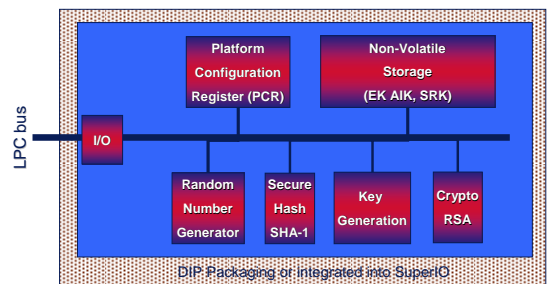 Platform
Configuration
Register (PCR)
Non-Volatile
Storage
(EK AIK, SRK)
LPC bus
I/O
Random
Number
Generator
Secure
Hash
SHA-1
Key
Generation
Crypto
RSA
DIP Packaging or integrated into SuperIO